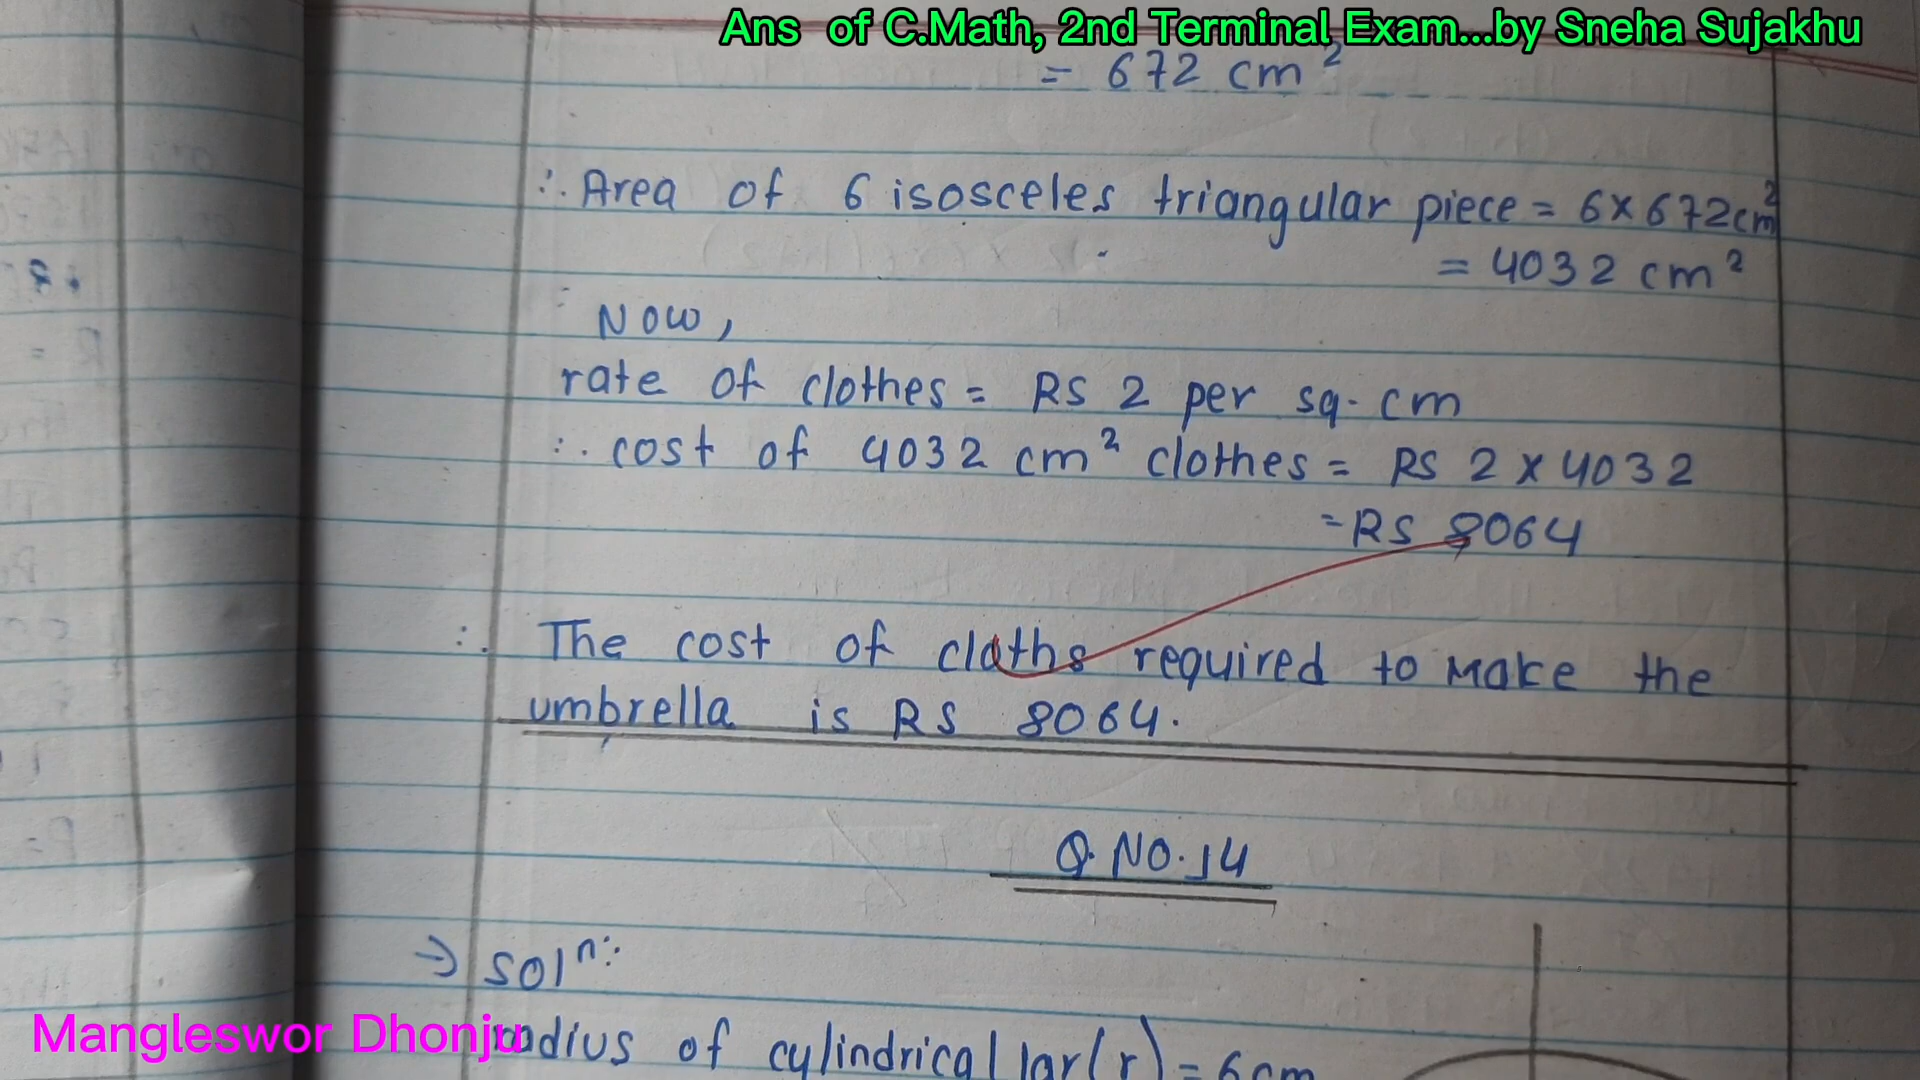 Ans of C.Math, 2nd Terminal Exam...by Sneha Sujakhu
= 672 cm²
∴ Area of 6 isosceles triangular piece = 6×672cm²
= 4032 cm²
Now,
rate of clothes = RS 2 per sq. cm
∴ cost of 4032 cm² clothes = RS 2 × 4032
= RS 8064
∴ The cost of cloths required to make the
umbrella is RS 8064.
Q. NO. 14
→ Solⁿ:
radius of cylindrical Jar(r) = 6cm
Mangleswor Dhonju